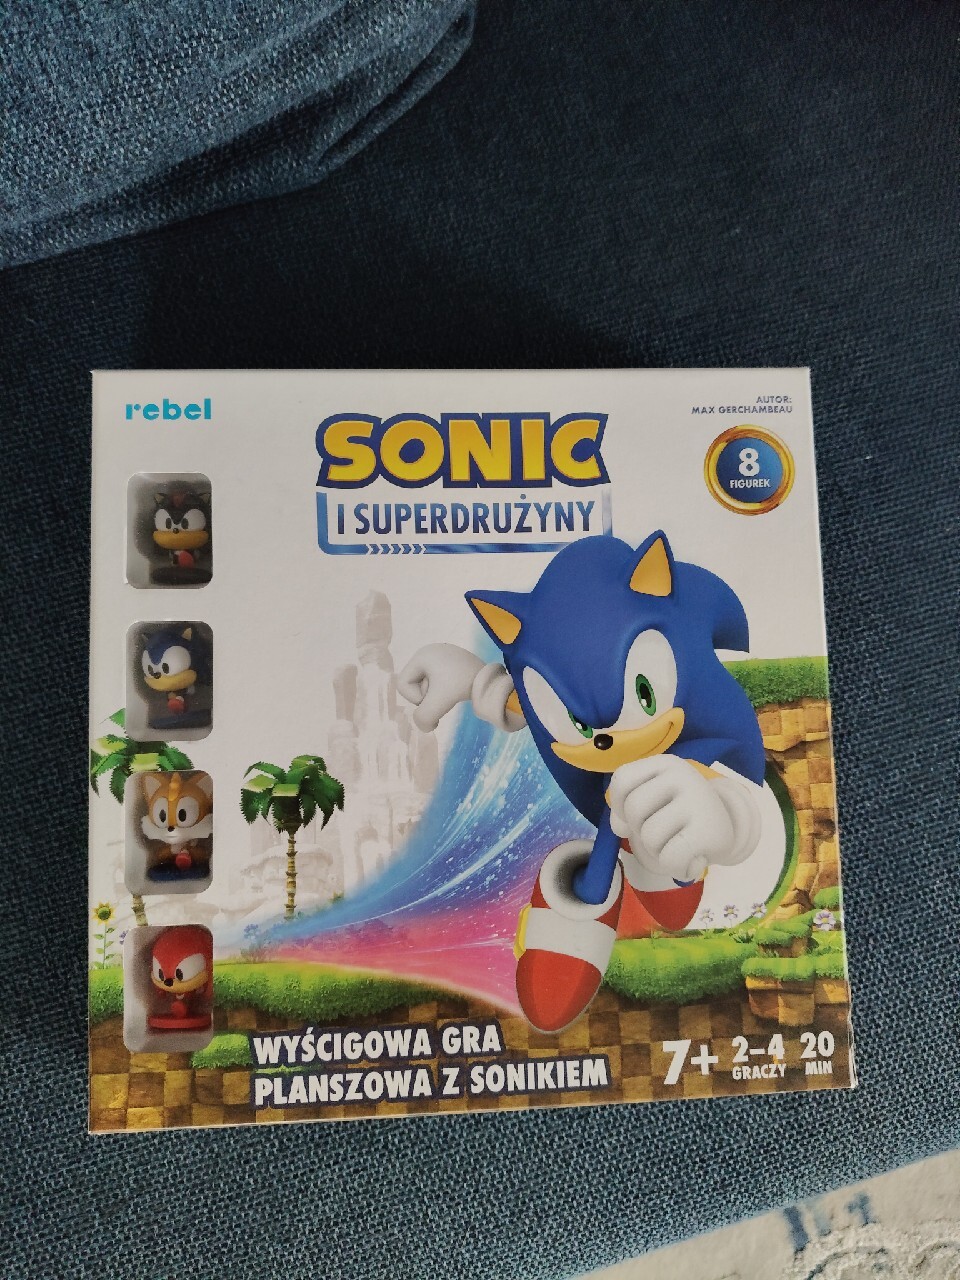 rebel
AUTOR:
MAX GERCHAMBEAU
SONIC
I SUPERDRUŻYNY
8
FIGUREK
WYŚCIGOWA GRA
PLANSZOWA Z SONIKIEM
7+
2–4
GRACZY
20
MIN